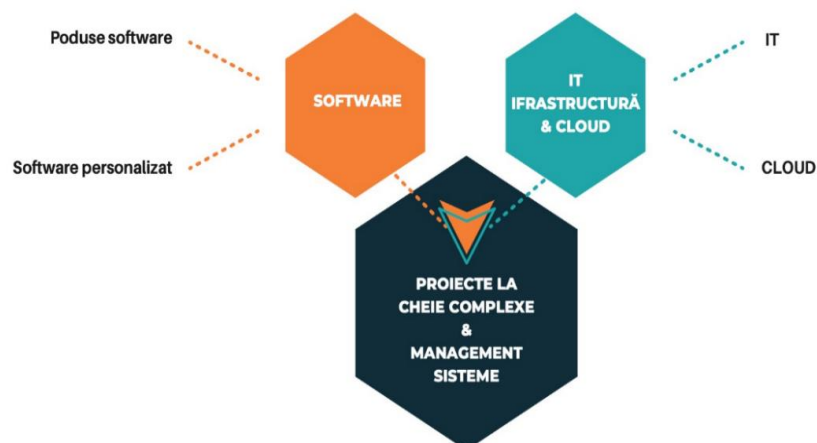 Poduse software
Software personalizat
SOFTWARE
IT
IFRASTRUCTURĂ
& CLOUD
IT
CLOUD
PROIECTE LA
CHEIE COMPLEXE
&
MANAGEMENT
SISTEME